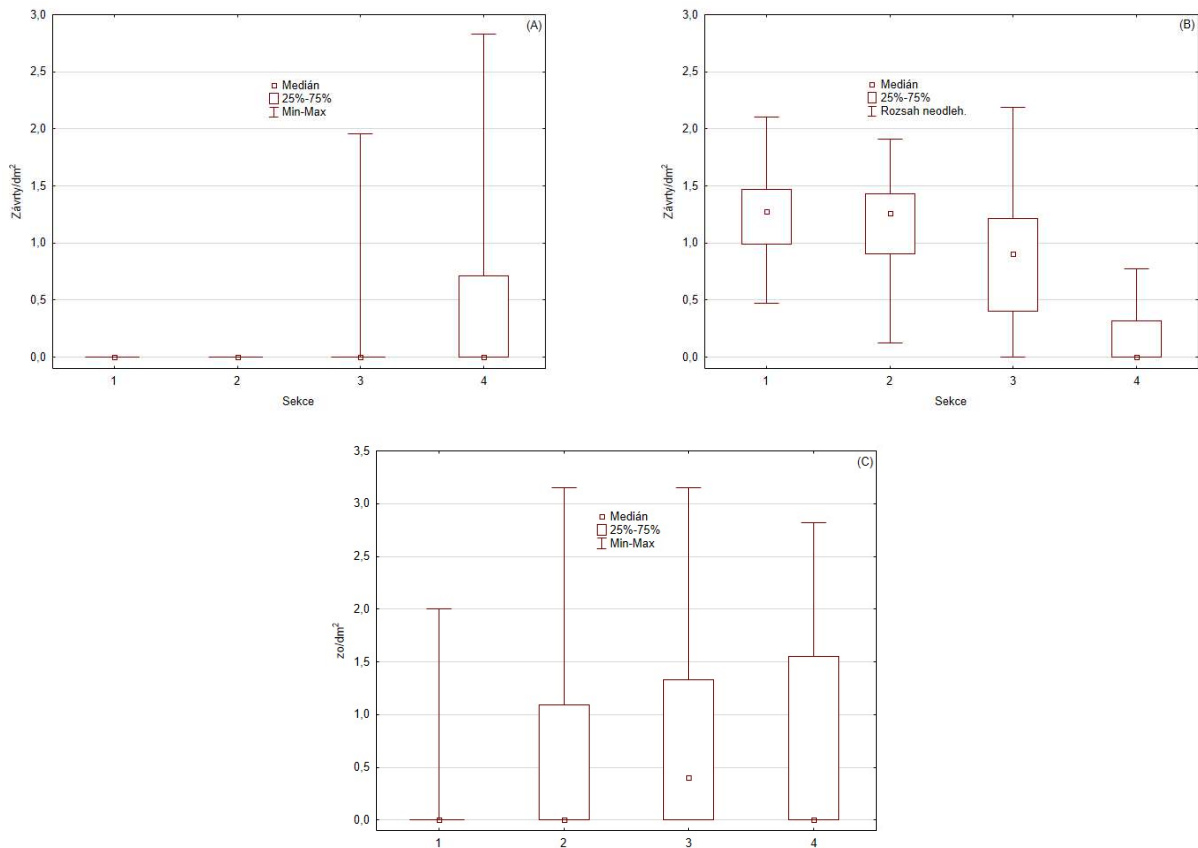 (A)
3,0
2,5
2,0
1,5
1,0
0,5
0,0
Závrty/dm²
Medián
25%-75%
Min-Max
1 2 3 4
Sekce
(B)
3,0
2,5
2,0
1,5
1,0
0,5
0,0
Závrty/dm²
Medián
25%-75%
Rozsah neodleh.
1 2 3 4
Sekce
(C)
3,5
3,0
2,5
2,0
1,5
1,0
0,5
0,0
zo/dm²
Medián
25%-75%
Min-Max
1 2 3 4